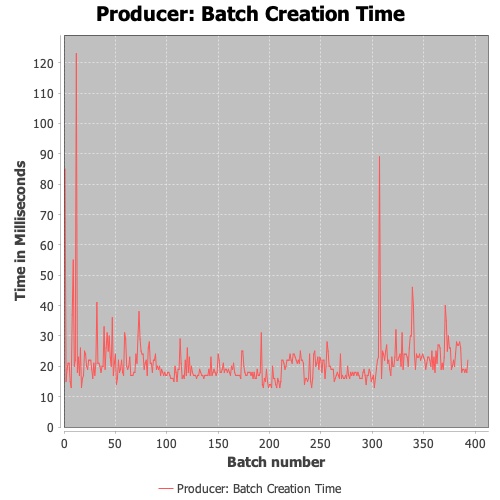 Producer: Batch Creation Time
Time in Milliseconds
120
110
100
90
80
70
60
50
40
30
20
10
0
0 50 100 150 200 250 300 350 400
Batch number
Producer: Batch Creation Time